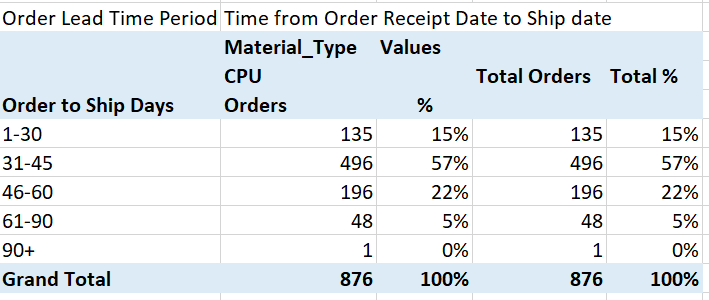 Order Lead Time Period Time from Order Receipt Date to Ship date
Material_Type Values
CPU Total Orders Total %
Order to Ship Days Orders %
1-30 135 15% 135 15%
31-45 496 57% 496 57%
46-60 196 22% 196 22%
61-90 48 5% 48 5%
90+ 1 0% 1 0%
Grand Total 876 100% 876 100%